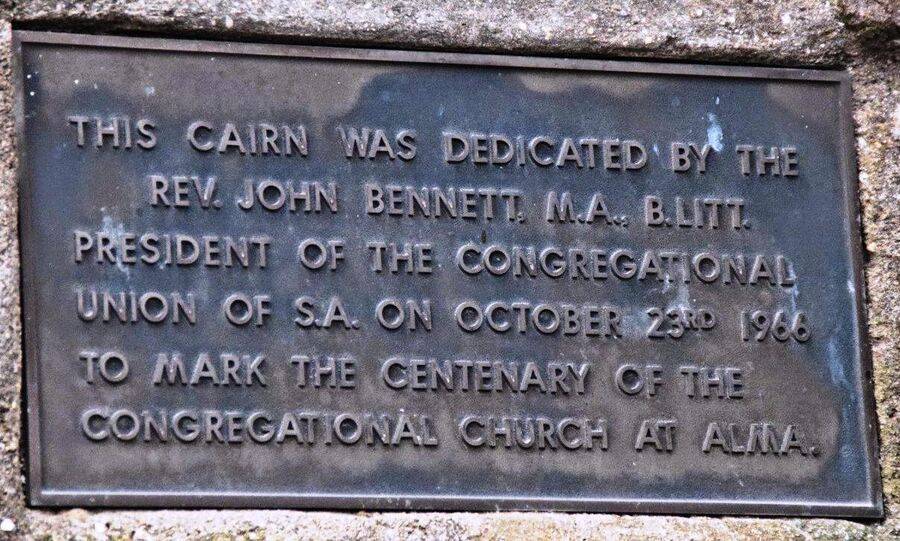 THIS CAIRN WAS DEDICATED BY THE
REV. JOHN BENNETT, M.A., B.LITT.
PRESIDENT OF THE CONGREGATIONAL
UNION OF S.A. ON OCTOBER 23RD 1966
TO MARK THE CENTENARY OF THE
CONGREGATIONAL CHURCH AT ALMA.